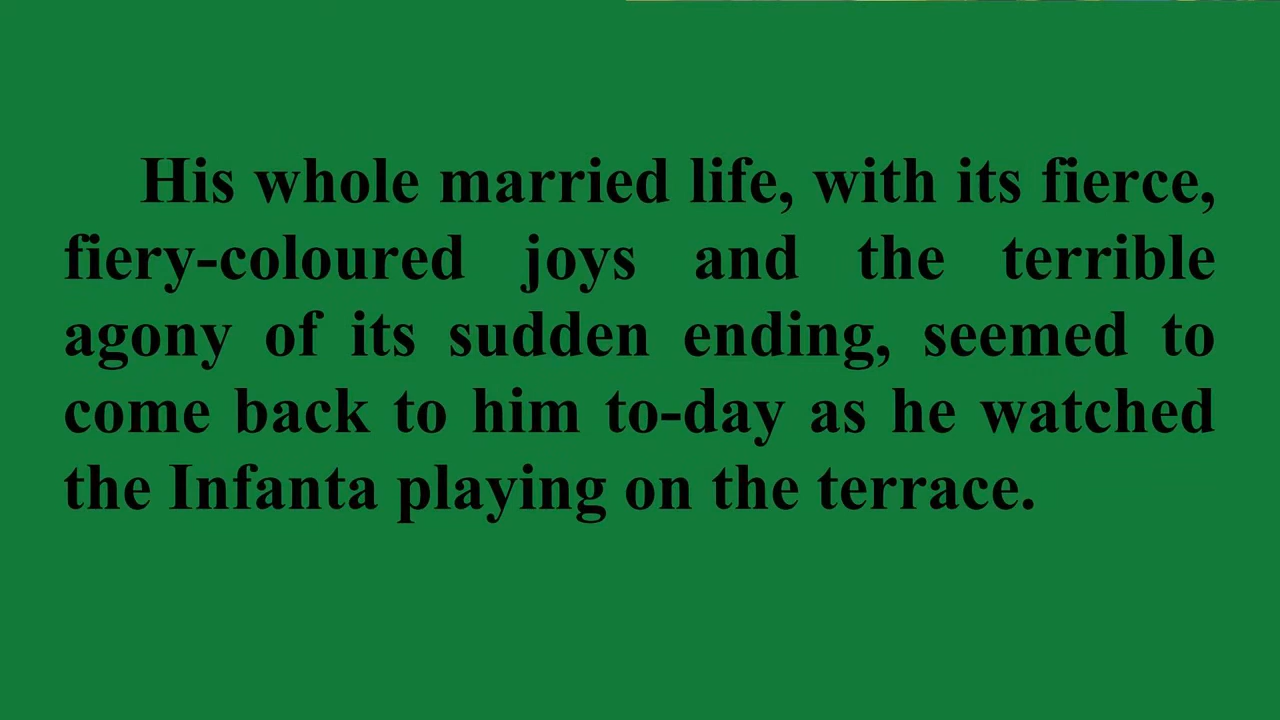 His whole married life, with its fierce,
fiery-coloured joys and the terrible
agony of its sudden ending, seemed to
come back to him to-day as he watched
the Infanta playing on the terrace.